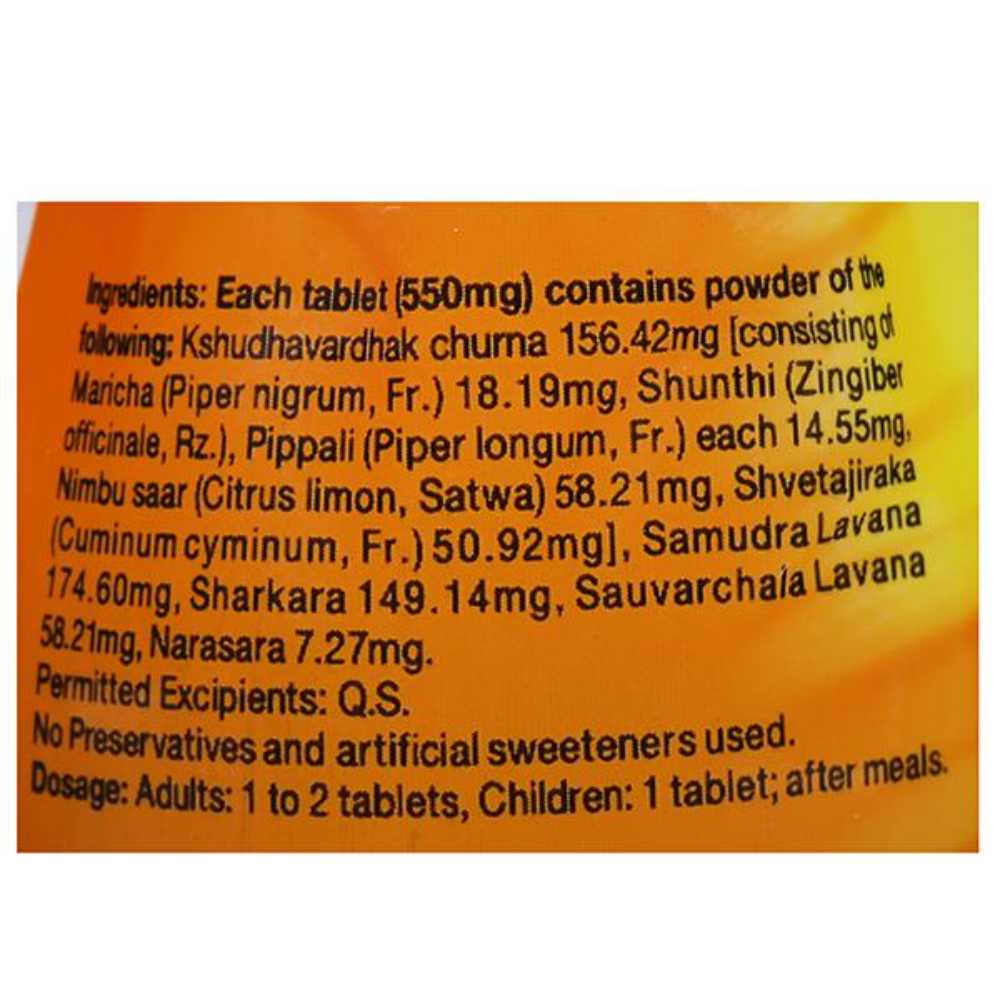 Ingredients: Each tablet (550mg) contains powder of the
following: Kshudhavardhak churna 156.42mg [consisting of
Maricha (Piper nigrum, Fr.) 18.19mg, Shunthi (Zingiber
officinale, Rz.), Pippali (Piper longum, Fr.) each 14.55mg,
Nimbu saar (Citrus limon, Satwa) 58.21mg, Shvetajiraka
(Cuminum cyminum, Fr.) 50.92mg], Samudra Lavana
174.60mg, Sharkara 149.14mg, Sauvarchala Lavana
58.21mg, Narasara 7.27mg.
Permitted Excipients: Q.S.
No Preservatives and artificial sweeteners used.
Dosage: Adults: 1 to 2 tablets, Children: 1 tablet; after meals.